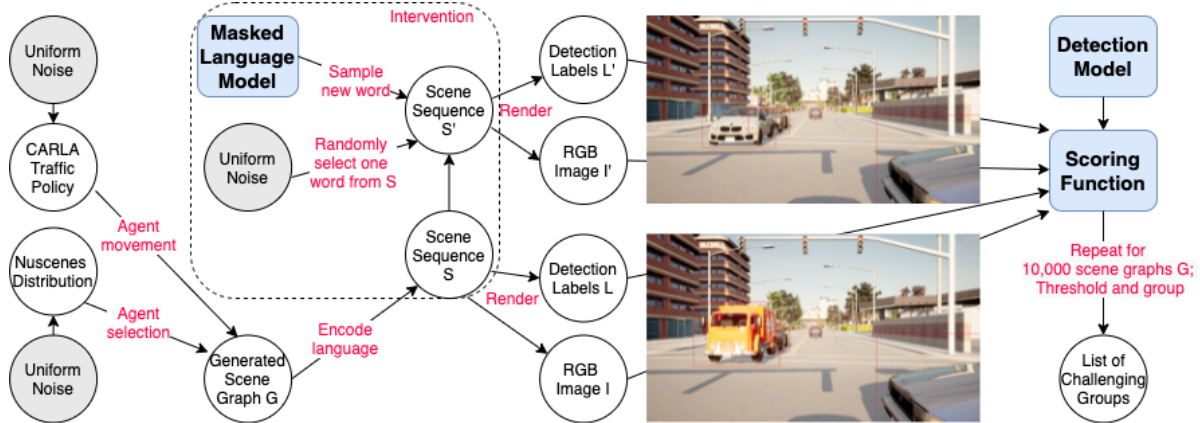 Uniform
Noise
CARLA
Traffic
Policy
Agent
movement
Nuscenes
Distribution
Agent
selection
Uniform
Noise
Generated
Scene
Graph G
Encode
language
Intervention
Masked
Language
Model
Sample
new word
Uniform
Noise
Randomly
select one
word from S
Scene
Sequence
S'
Scene
Sequence
S
Render
Detection
Labels L'
RGB
Image I'
Render
Detection
Labels L
RGB
Image I
Detection
Model
Scoring
Function
Repeat for
10,000 scene graphs G;
Threshold and group
List of
Challenging
Groups